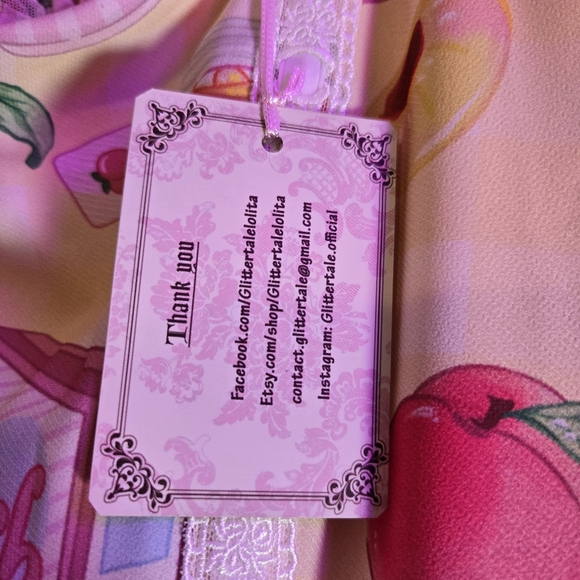 Thank you
Facebook.com/Glittertalelolita
Etsy.com/shop/Glittertalelolita
contact.glittertale@gmail.com
Instagram: Glittertale.official